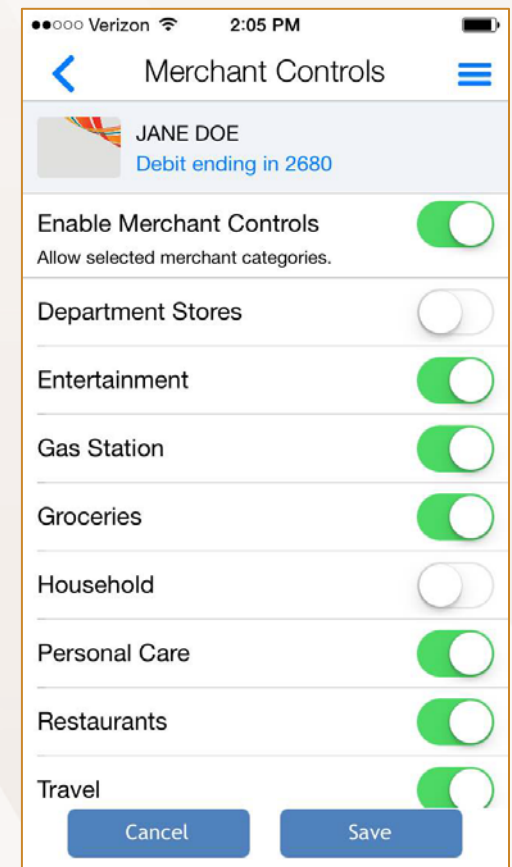 ●●○○○ Verizon 2:05 PM
Merchant Controls
JANE DOE
Debit ending in 2680
Enable Merchant Controls
Allow selected merchant categories.
Department Stores
Entertainment
Gas Station
Groceries
Household
Personal Care
Restaurants
Travel
Cancel Save